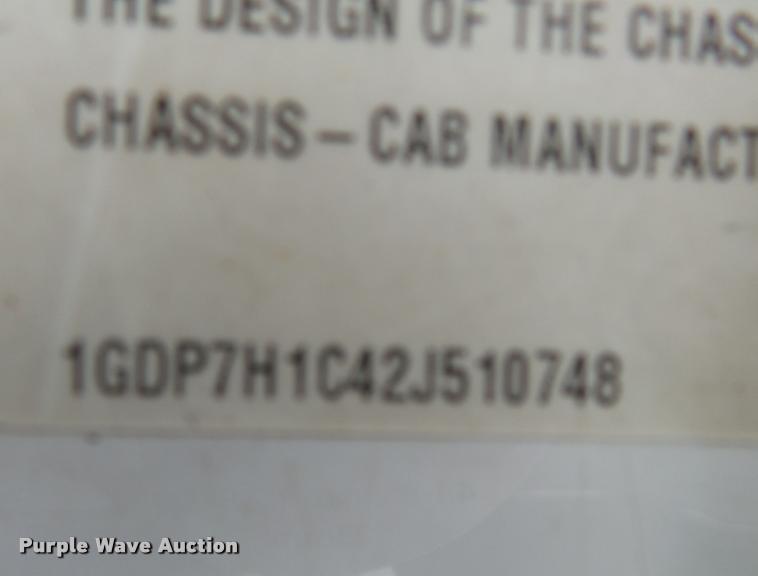 THE DESIGN OF THE CHAS
CHASSIS – CAB MANUFACT
1GDP7H1C42J510748
Purple Wave Auction